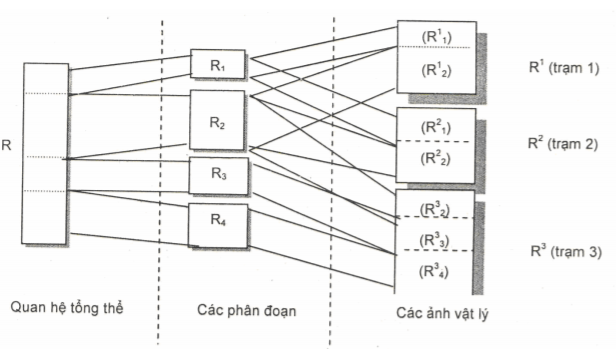 R
R₁
R₂
R₃
R₄
(R¹₁)
(R¹₂)
(R²₁)
(R²₂)
(R³₂)
(R³₃)
(R³₄)
R¹ (trạm 1)
R² (trạm 2)
R³ (trạm 3)
Quan hệ tổng thể
Các phân đoạn
Các ảnh vật lý